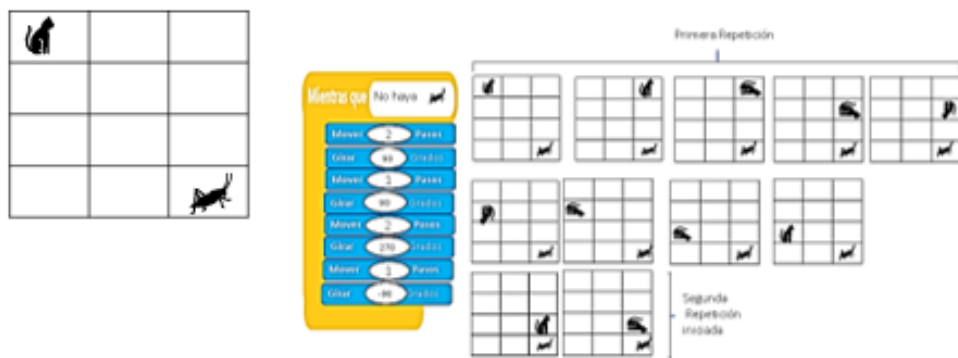 Primera Repetición
Mientras que No haya
Mover 2 Pasos
Girar 90 Grados
Mover 1 Pasos
Girar 90 Grados
Mover 2 Pasos
Girar 270 Grados
Mover 1 Pasos
Girar -90 Grados
Segunda
Repetición
iniciada